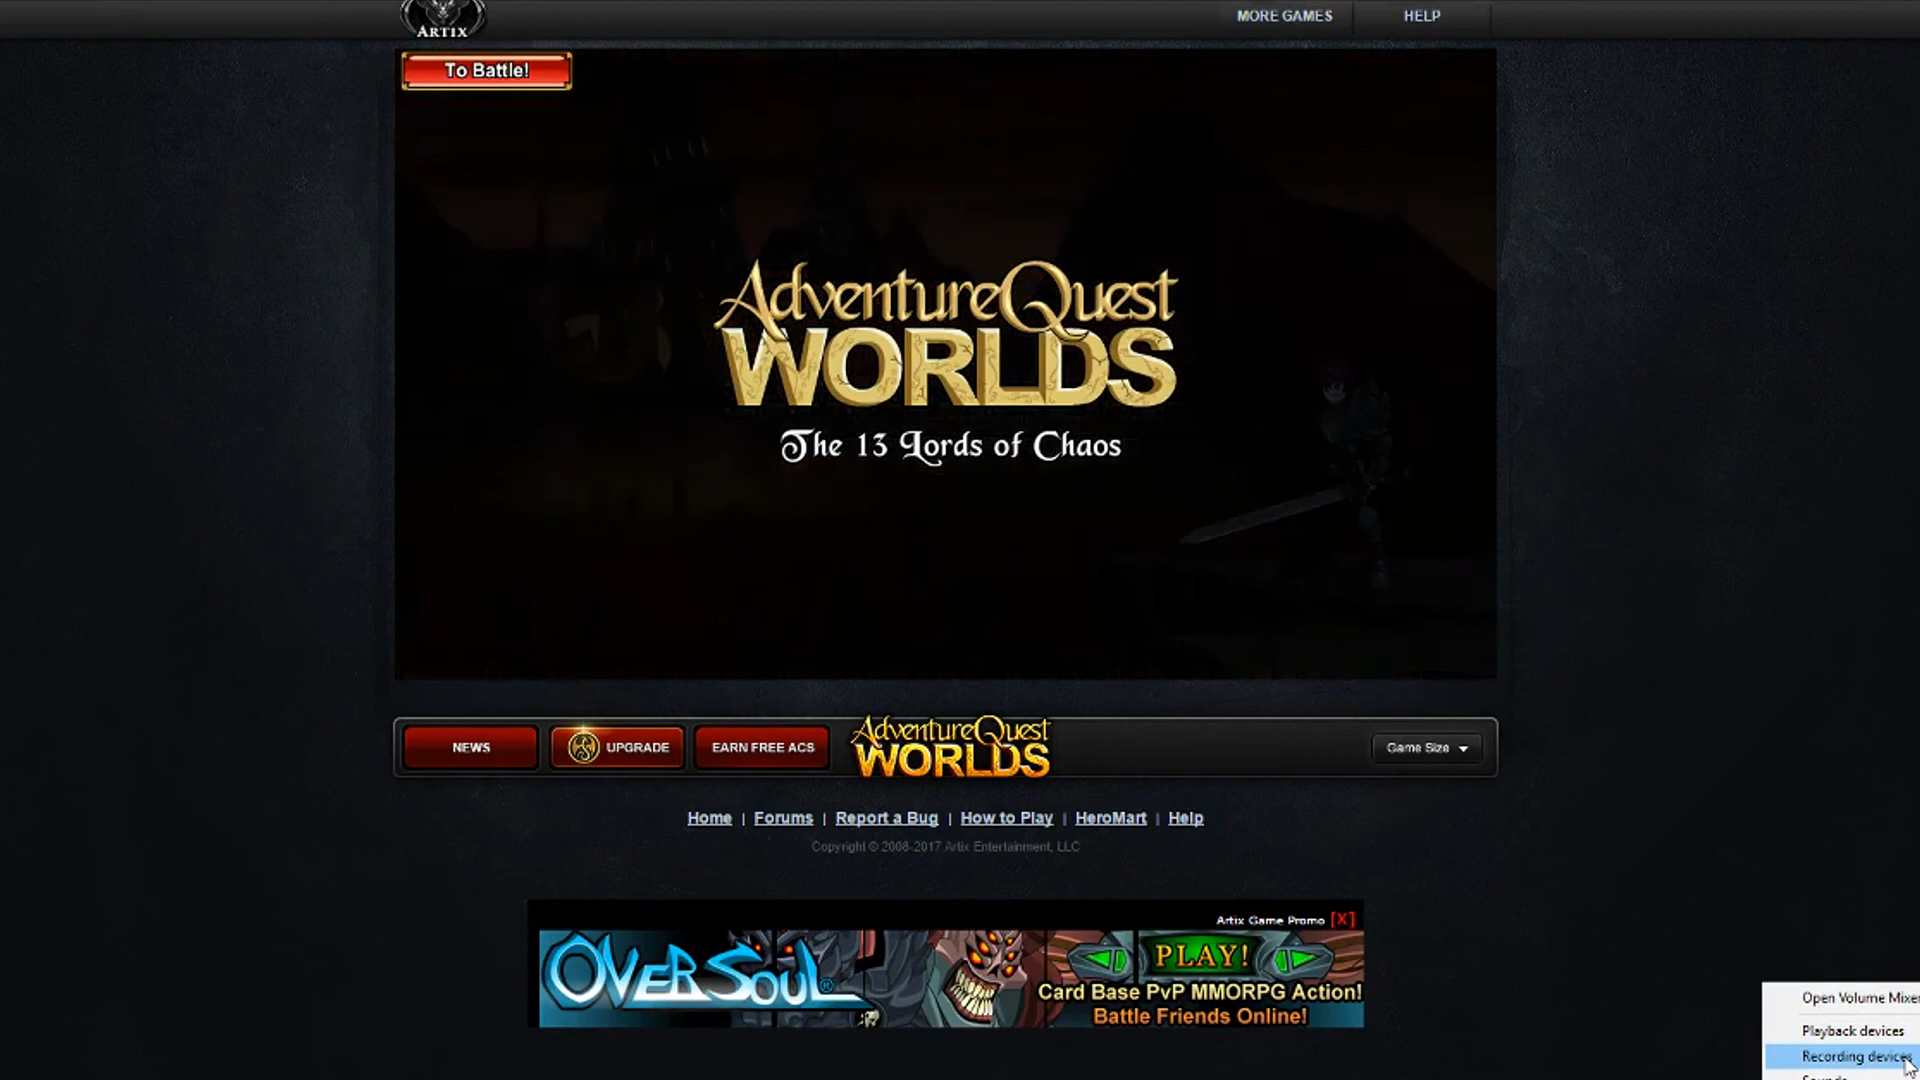 ARTIX
MORE GAMES
HELP
To Battle!
AdventureQuest
WORLDS
The 13 Lords of Chaos
NEWS
UPGRADE
EARN FREE ACS
AdventureQuest
WORLDS
Game Size
Home | Forums | Report a Bug | How to Play | HeroMart | Help
Copyright © 2008-2017 Artix Entertainment, LLC
Artix Game Promo [X]
OVERSOUL®
PLAY!
Card Base PvP MMORPG Action!
Battle Friends Online!
Open Volume Mixer
Playback devices
Recording devices